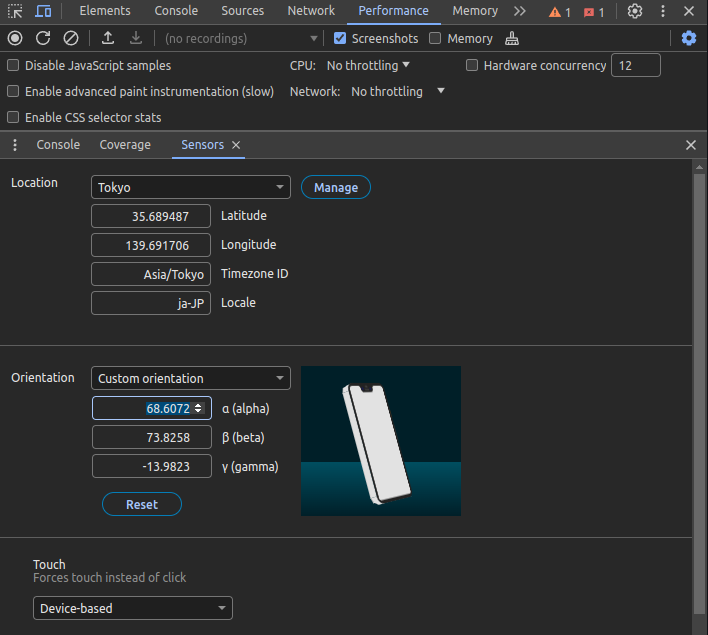 Elements Console Sources Network Performance Memory 1 1
(no recordings) Screenshots Memory
Disable JavaScript samples CPU: No throttling Hardware concurrency 12
Enable advanced paint instrumentation (slow) Network: No throttling
Enable CSS selector stats
Console Coverage Sensors
Location Tokyo Manage
35.689487 Latitude
139.691706 Longitude
Asia/Tokyo Timezone ID
ja-JP Locale
Orientation Custom orientation
68.6072 α (alpha)
73.8258 β (beta)
-13.9823 γ (gamma)
Reset
Touch
Forces touch instead of click
Device-based